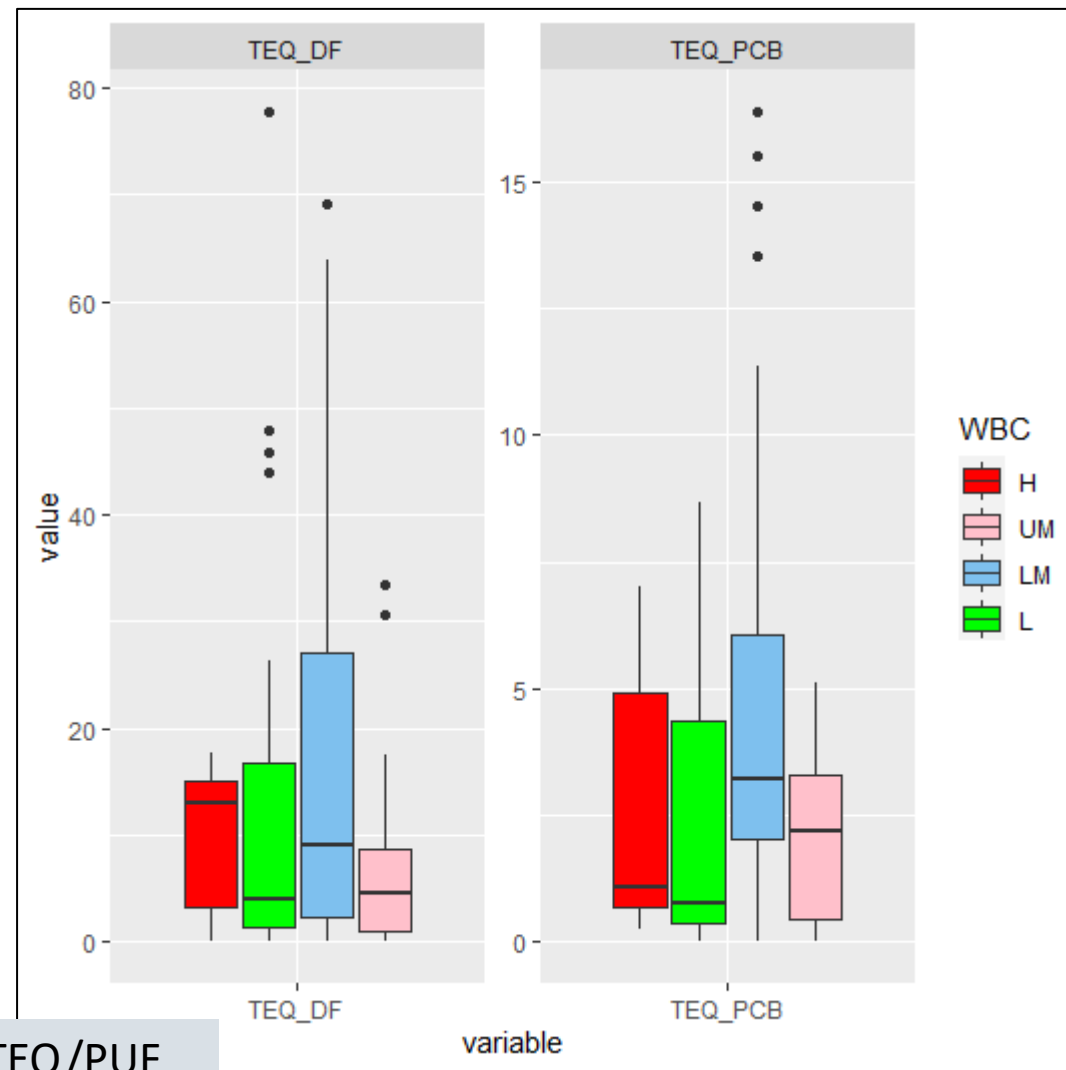 TEQ_DF
TEQ_PCB
80
60
40
20
0
15
10
5
0
value
TEQ_DF
TEQ_PCB
variable
WBC
H
UM
LM
L